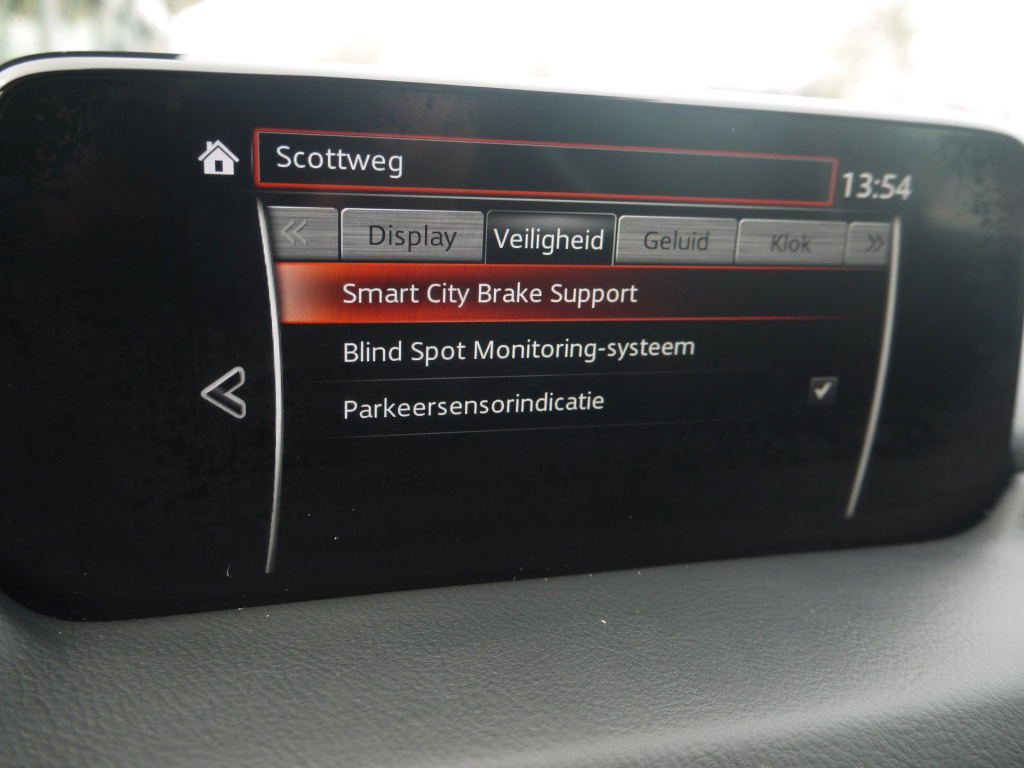 Scottweg
13:54
Display Veiligheid Geluid Klok
Smart City Brake Support
Blind Spot Monitoring-systeem
Parkeersensorindicatie